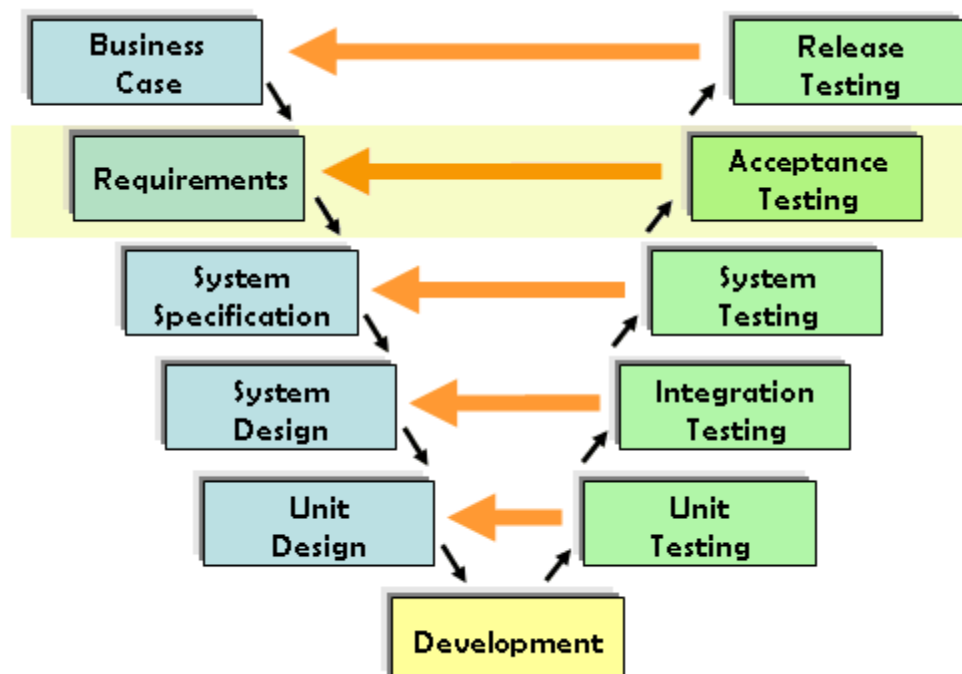 Business
Case
Release
Testing
Requirements
Acceptance
Testing
System
Specification
System
Testing
System
Design
Integration
Testing
Unit
Design
Unit
Testing
Development